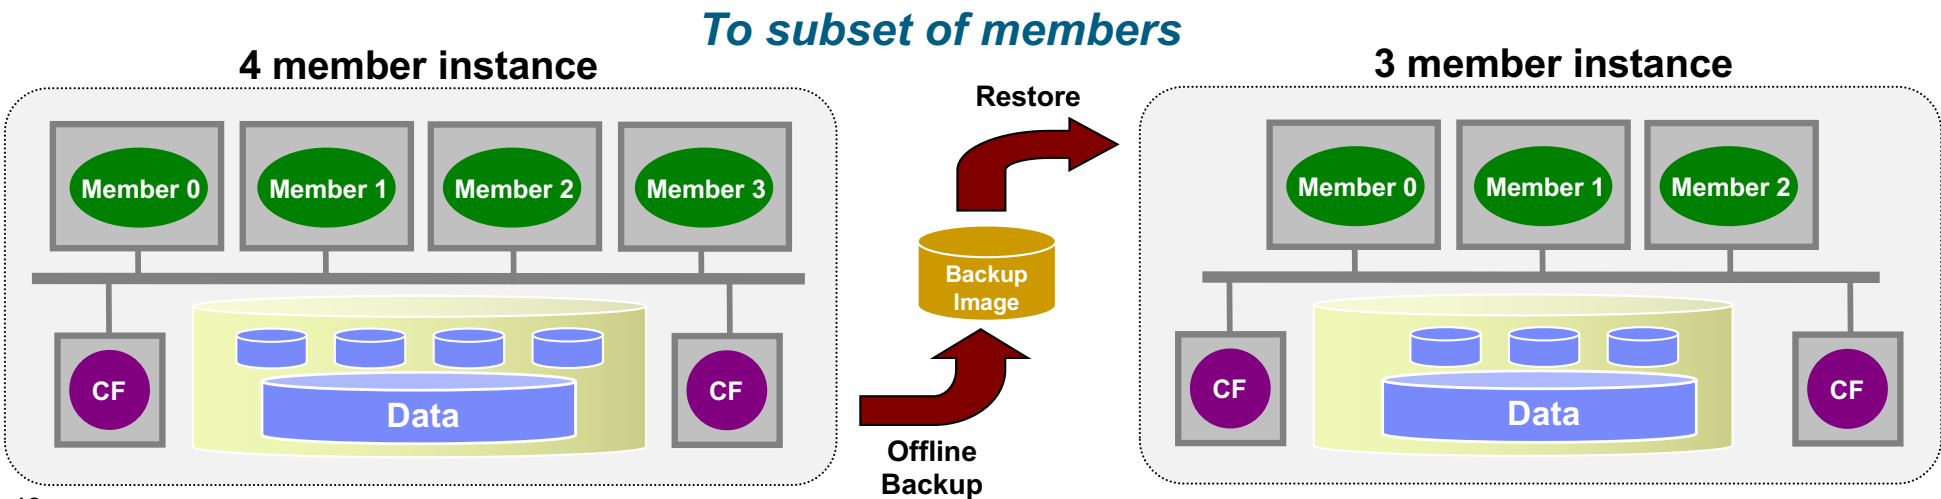 To subset of members
4 member instance
Member 0
Member 1
Member 2
Member 3
CF
CF
Data
Restore
Backup
Image
Offline
Backup
3 member instance
Member 0
Member 1
Member 2
CF
CF
Data